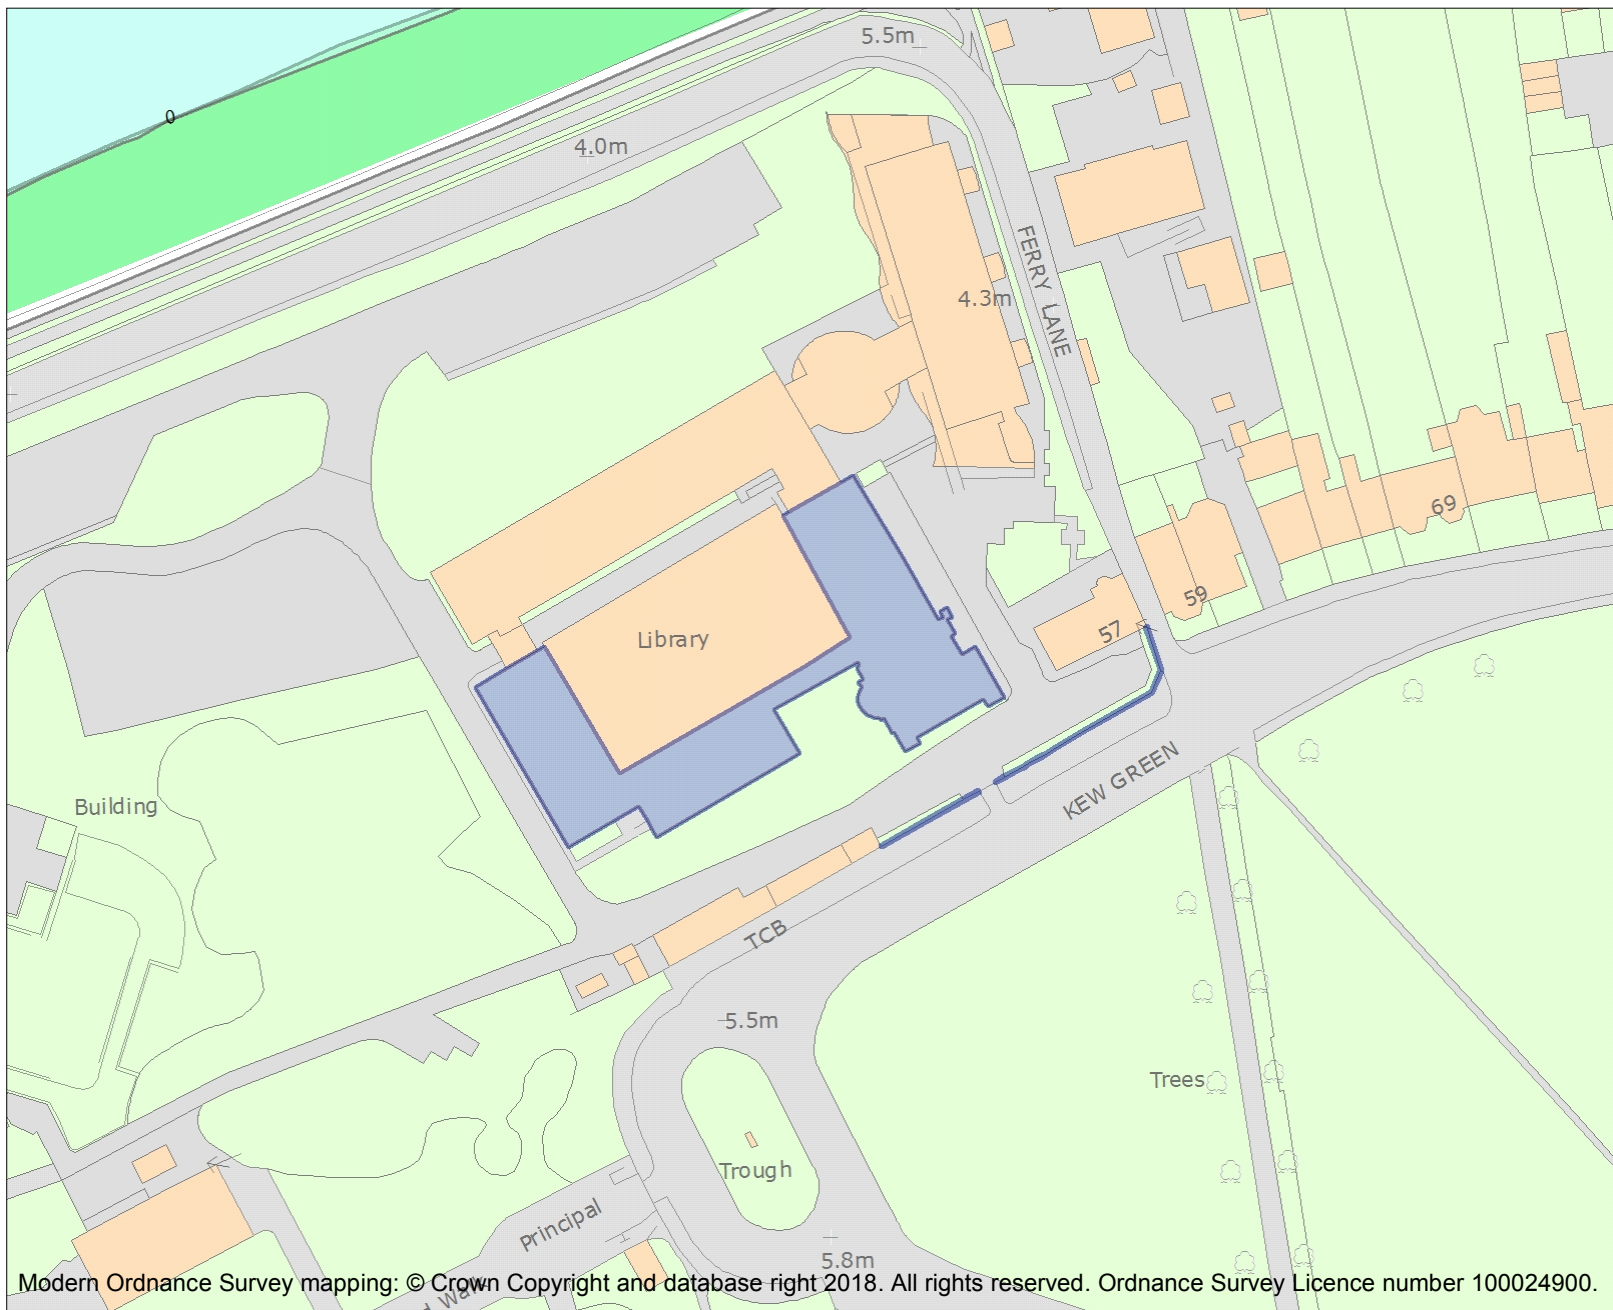 5.5m
0
4.0m
FERRY LANE
4.3m
69
59
57
Library
KEW GREEN
Building
TCB
5.5m
Trees
Trough
Principal
5.8m
Modern Ordnance Survey mapping: © Crown Copyright and database right 2018. All rights reserved. Ordnance Survey Licence number 100024900.